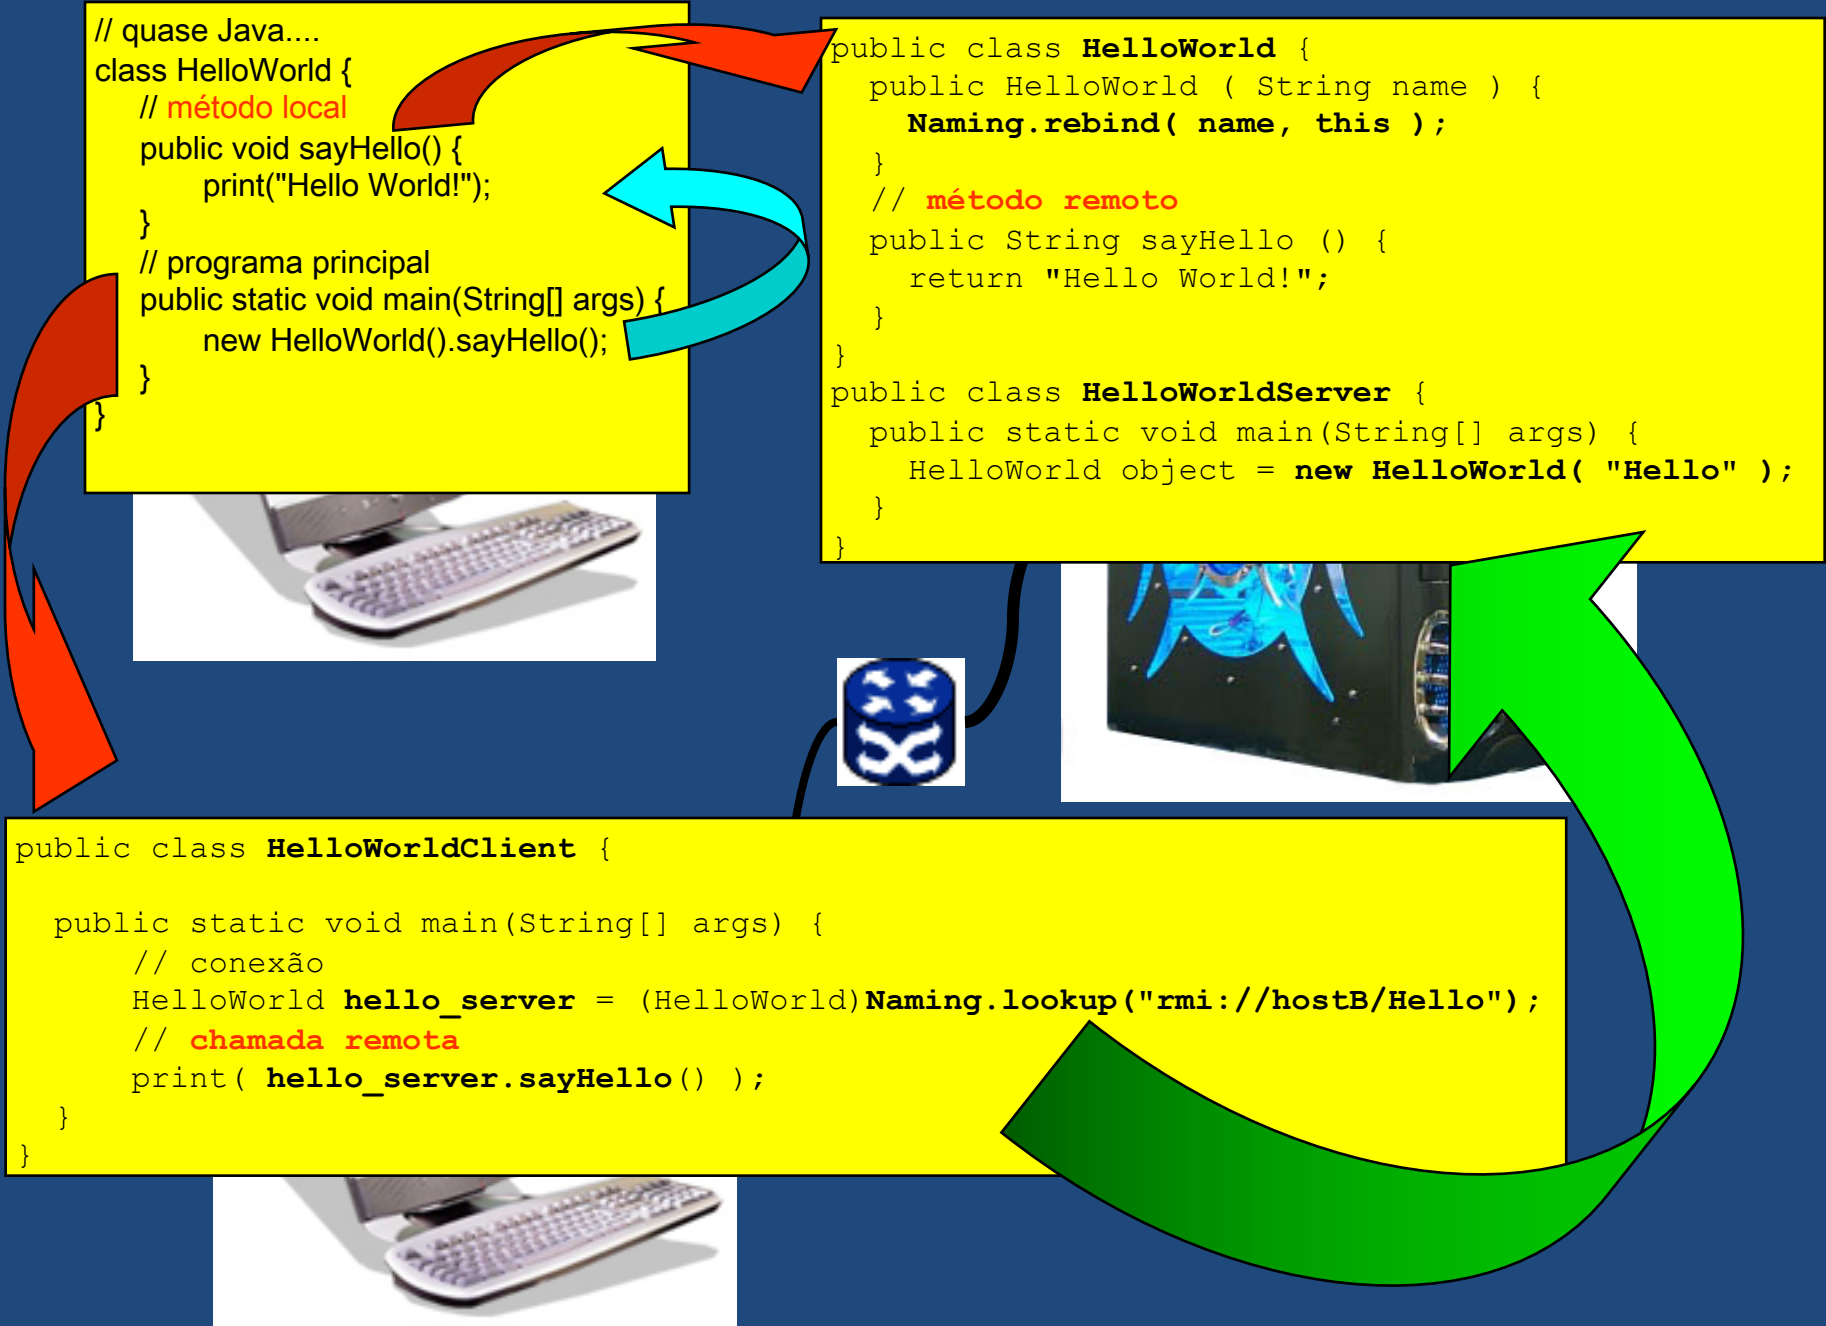 // quase Java....
class HelloWorld {
// método local
public void sayHello() {
print("Hello World!");
}
// programa principal
public static void main(String[] args) {
new HelloWorld().sayHello();
}
}
public class HelloWorld {
public HelloWorld ( String name ) {
Naming.rebind( name, this );
}
// método remoto
public String sayHello () {
return "Hello World!";
}
}
public class HelloWorldServer {
public static void main(String[] args) {
HelloWorld object = new HelloWorld( "Hello" );
}
}
public class HelloWorldClient {
public static void main(String[] args) {
// conexão
HelloWorld hello_server = (HelloWorld)Naming.lookup("rmi://hostB/Hello");
// chamada remota
print( hello_server.sayHello() );
}
}